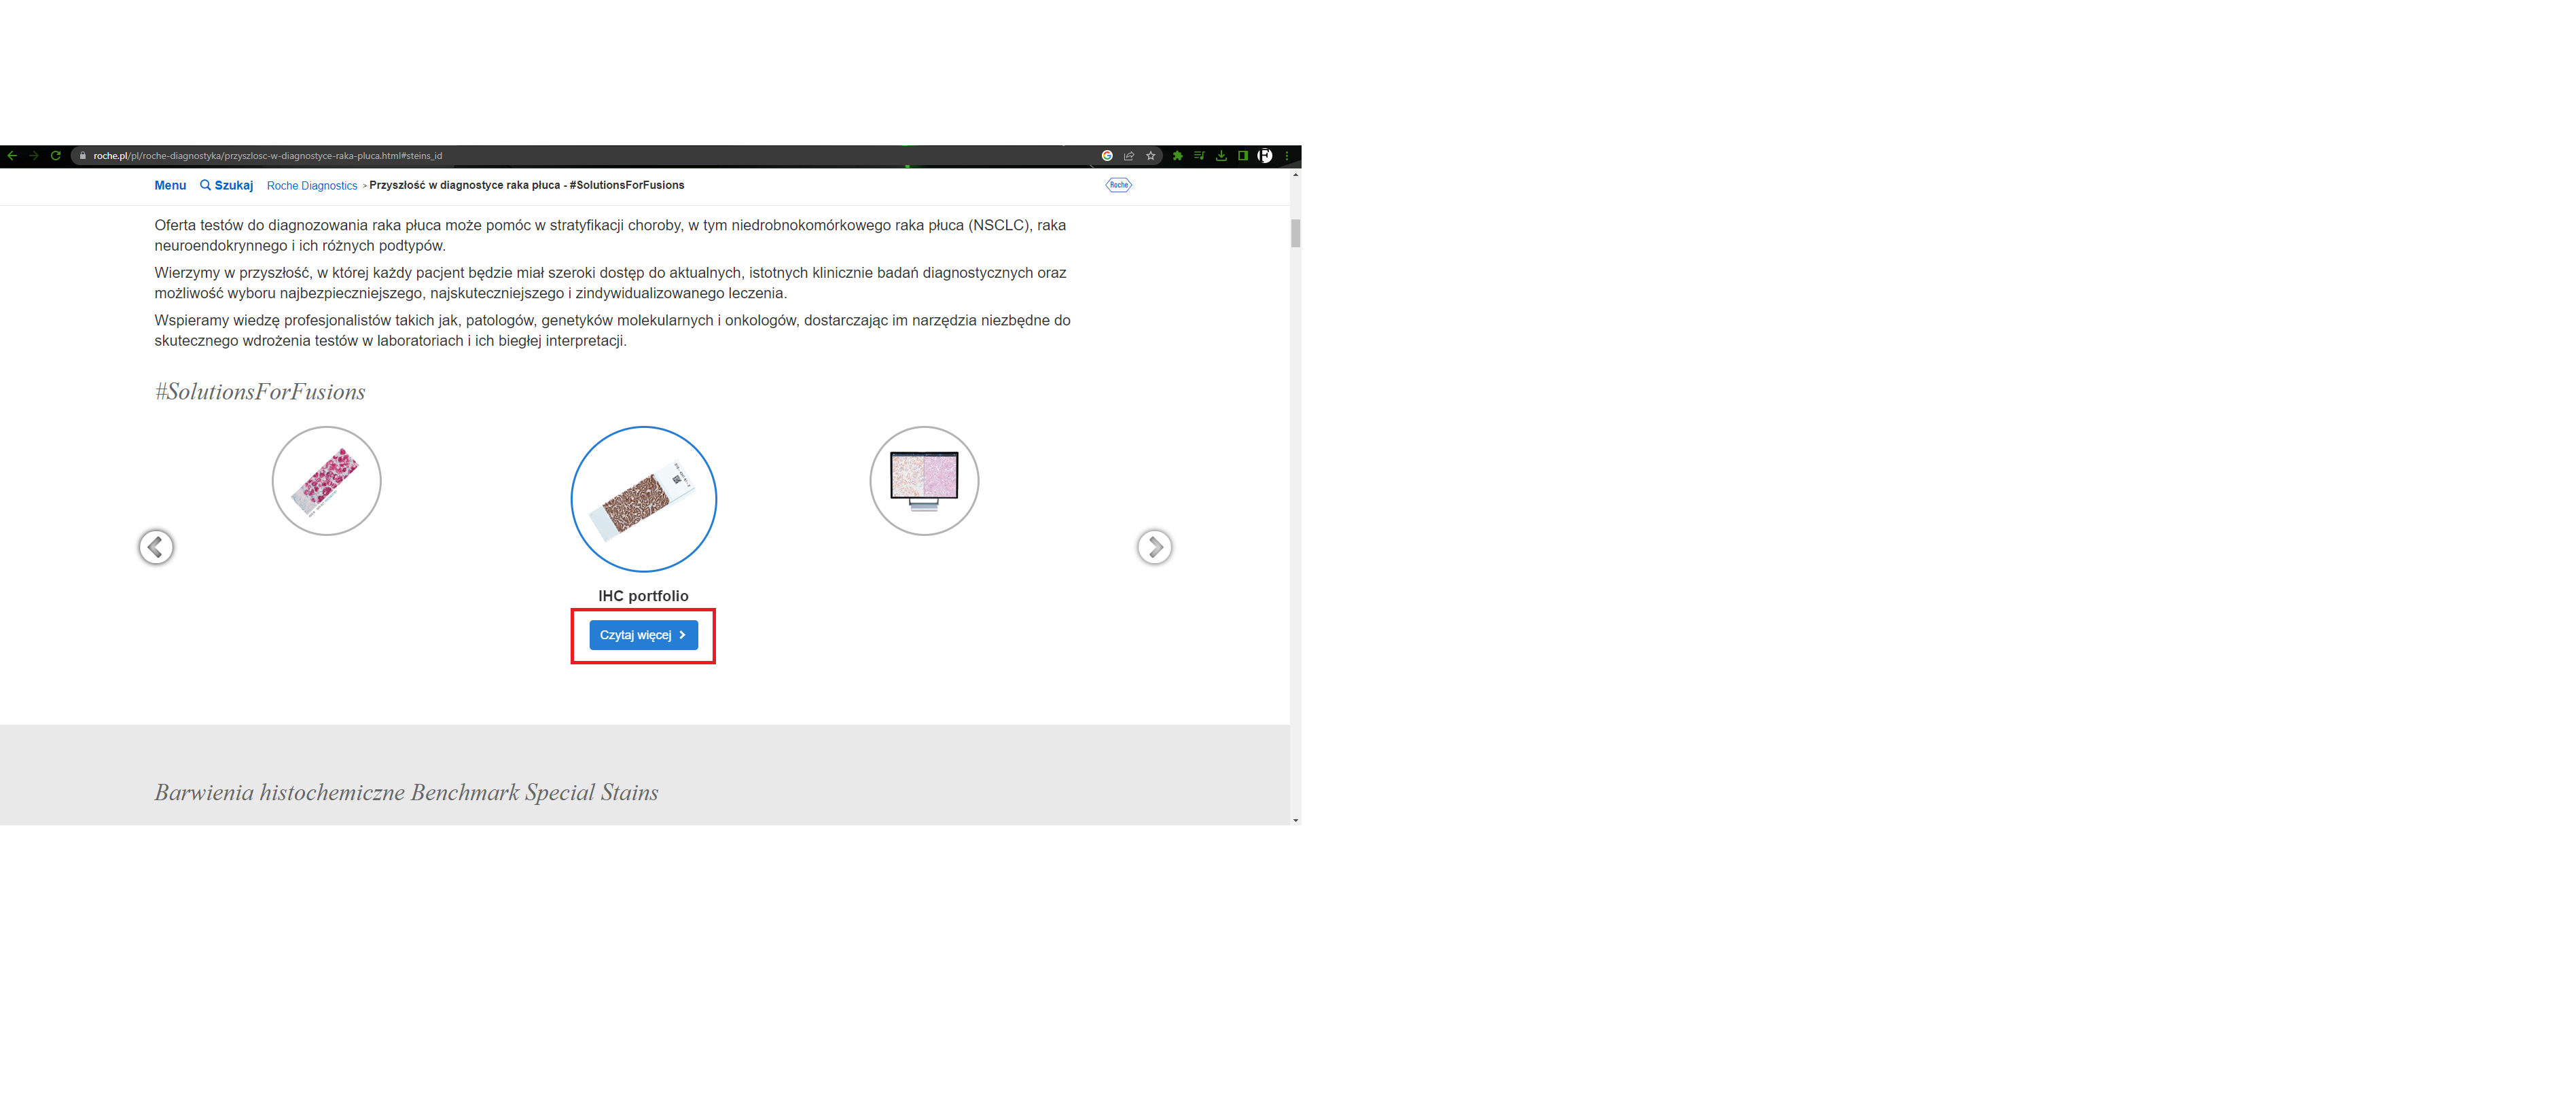 roche.pl/pl/roche-diagnostyka/przyszlosc-w-diagnostyce-raka-pluca.html#steins_id
Menu Szukaj Roche Diagnostics > Przyszłość w diagnostyce raka płuca - #SolutionsForFusions Roche
Oferta testów do diagnozowania raka płuca może pomóc w stratyfikacji choroby, w tym niedrobnokomórkowego raka płuca (NSCLC), raka
neuroendokrynnego i ich różnych podtypów.
Wierzymy w przyszłość, w której każdy pacjent będzie miał szeroki dostęp do aktualnych, istotnych klinicznie badań diagnostycznych oraz
możliwość wyboru najbezpieczniejszego, najskuteczniejszego i zindywidualizowanego leczenia.
Wspieramy wiedzę profesjonalistów takich jak, patologów, genetyków molekularnych i onkologów, dostarczając im narzędzia niezbędne do
skutecznego wdrożenia testów w laboratoriach i ich biegłej interpretacji.
#SolutionsForFusions
IHC portfolio
Czytaj więcej
Barwienia histochemiczne Benchmark Special Stains